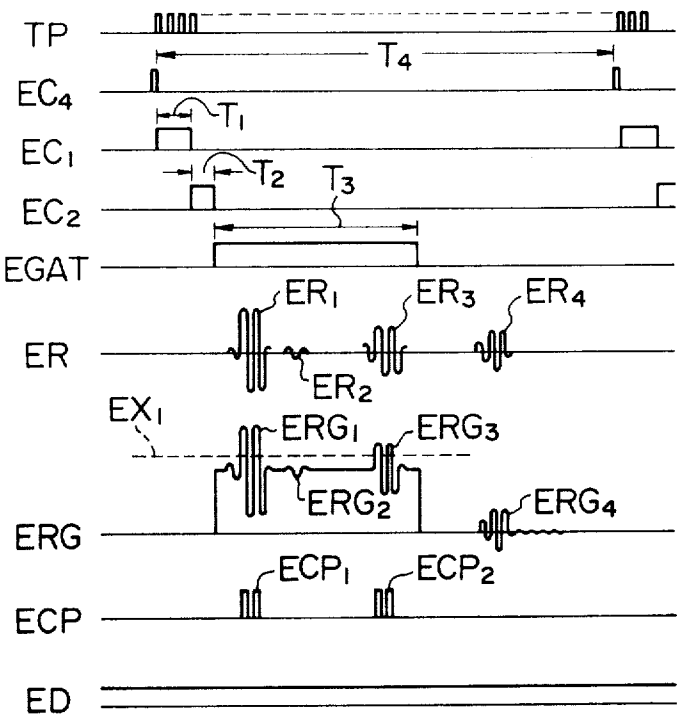 TP
T4
EC4
T1
EC1
T2
EC2
T3
EGAT
ER1 ER3 ER4
ER
ER2
EX1
ERG1 ERG3
ERG2 ERG4
ERG
ECP1 ECP2
ECP
ED